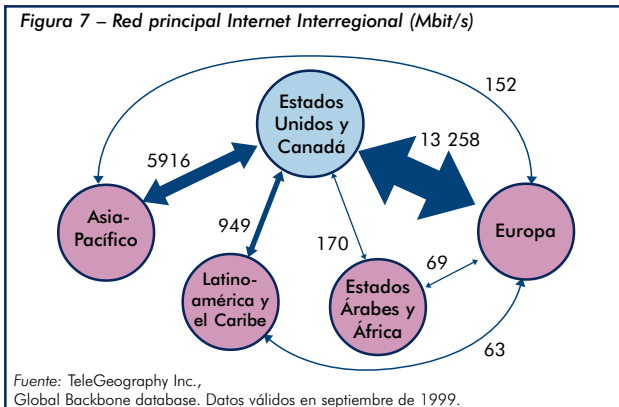 Figura 7 – Red principal Internet Interregional (Mbit/s)
152
Estados
Unidos y
Canadá
13 258
5916
Asia-
Pacífico
949
170
Europa
69
Latino-
américa y
el Caribe
Estados
Árabes y
África
63
Fuente: TeleGeography Inc.,
Global Backbone database. Datos válidos en septiembre de 1999.